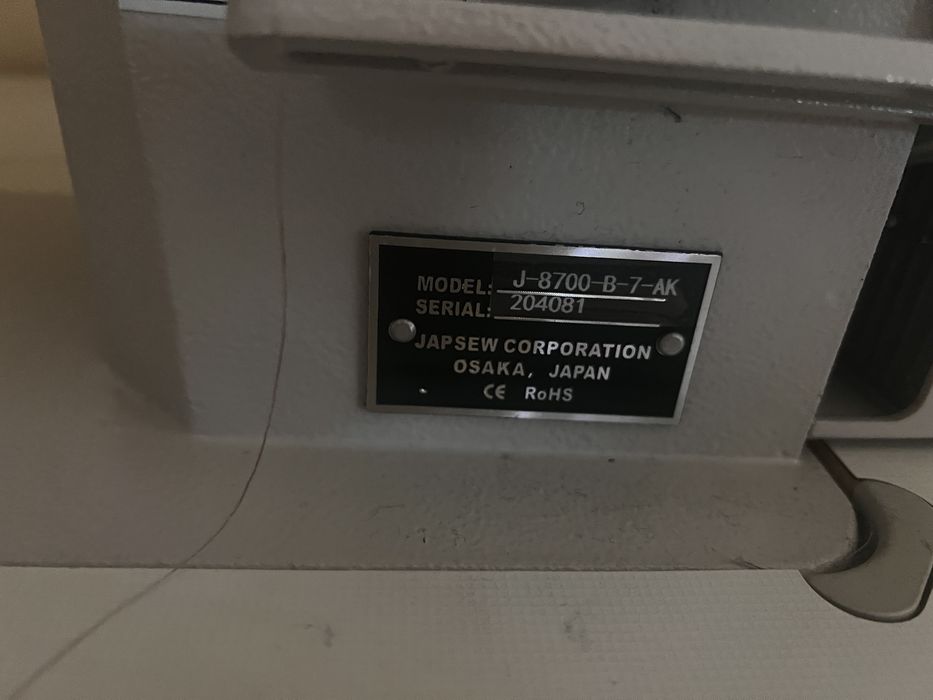 MODEL: J-8700-B-7-AK
SERIAL: 204081
JAPSEW CORPORATION
OSAKA, JAPAN
CE RoHS